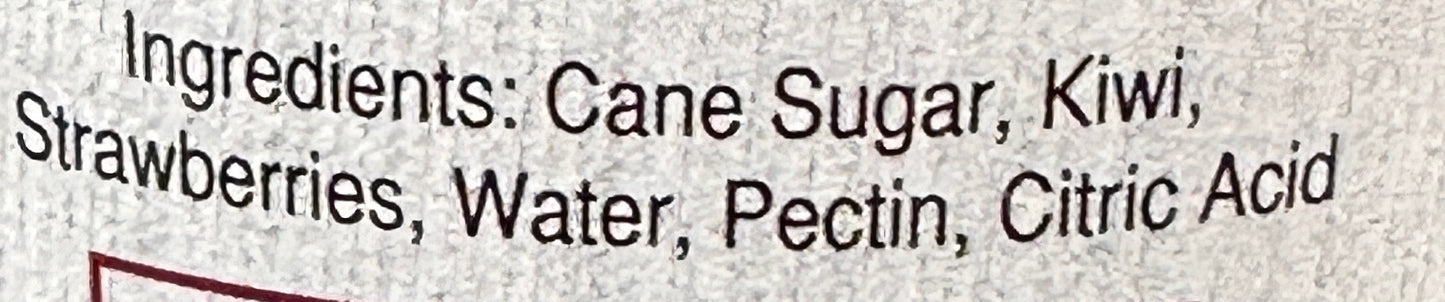 Ingredients: Cane Sugar, Kiwi,
Strawberries, Water, Pectin, Citric Acid